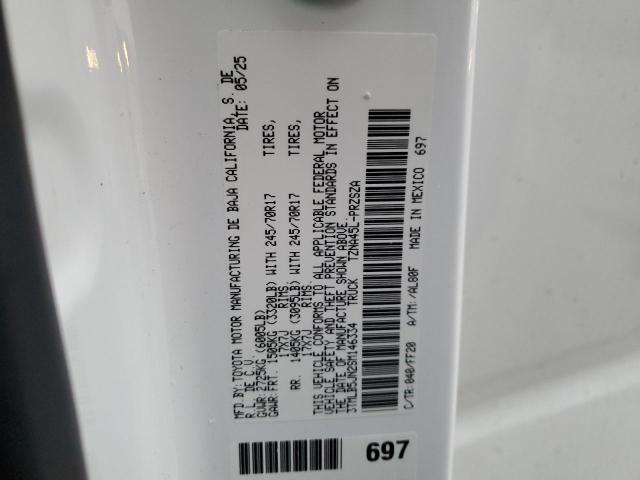 MFD.BY:TOYOTA MOTOR MANUFACTURING DE BAJA CALIFORNIA, S. DE
R.L. DE C.V. DATE: 05/25
GVWR: 2725KG (6005LB)
GAWR:FRT. 1505KG (3320LB) WITH 245/70R17 TIRES,
17X7J RIMS
RR. 1405KG (3095LB) WITH 245/70R17 TIRES,
17X7J RIMS.
THIS VEHICLE CONFORMS TO ALL APPLICABLE FEDERAL MOTOR
VEHICLE SAFETY AND THEFT PREVENTION STANDARDS IN EFFECT ON
THE DATE OF MANUFACTURE SHOWN ABOVE.
3TMLB5JN2SM146334 TRUCK TZNA45L-PRZSZA
C/TR: 040/FF20 A/TM: /AL80F MADE IN MEXICO 697
697